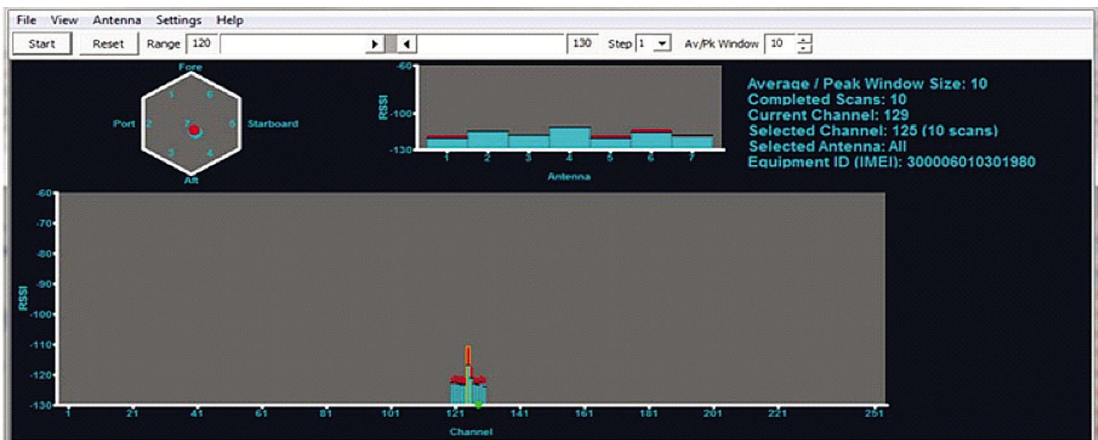 File View Antenna Settings Help
Start Reset Range 120 130 Step 1 Av/Pk Window 10
Fore
1 6
Port 2 7 5 Starboard
3 4
Aft
-60
-100
-130
RSSI
1 2 3 4 5 6 7
Antenna
Average / Peak Window Size: 10
Completed Scans: 10
Current Channel: 129
Selected Channel: 125 (10 scans)
Selected Antenna: All
Equipment ID (IMEI): 300006010301980
-60
-70
-80
-90
-100
-110
-120
-130
RSSI
1 21 41 61 81 101 121 141 161 181 201 221 251
Channel